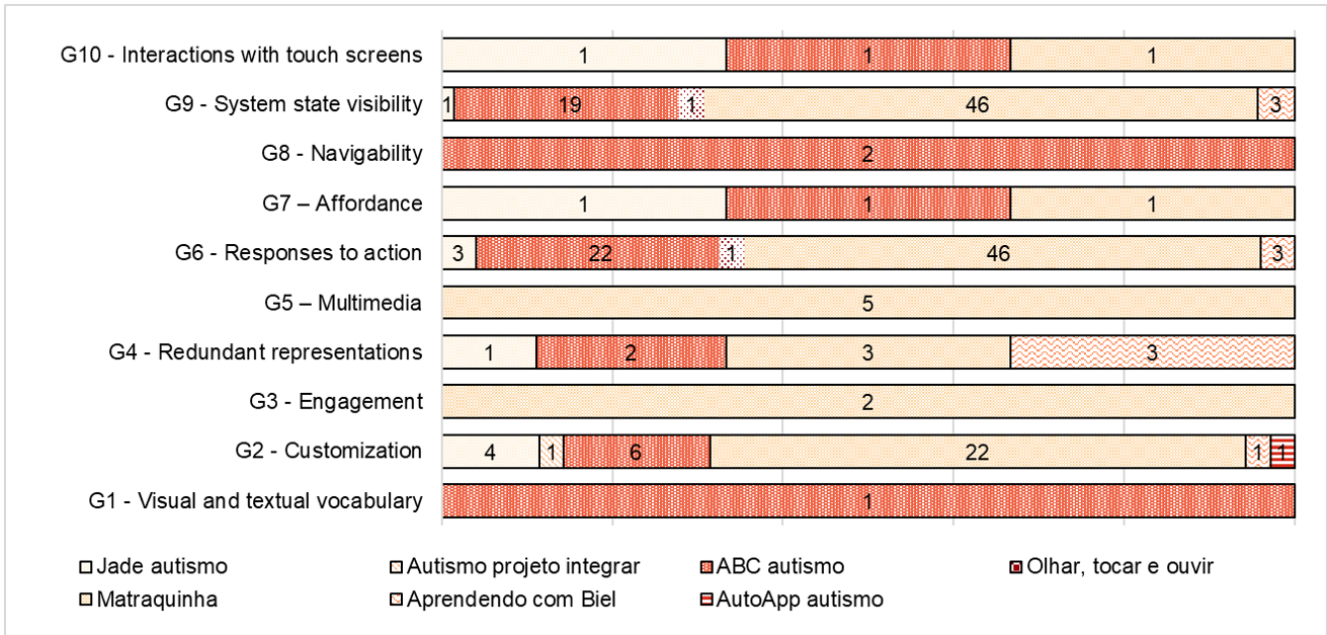 G10 - Interactions with touch screens 1 1 1
G9 - System state visibility 1 19 1 46 3
G8 - Navigability 2
G7 – Affordance 1 1 1
G6 - Responses to action 3 22 1 46 3
G5 – Multimedia 5
G4 - Redundant representations 1 2 3 3
G3 - Engagement 2
G2 - Customization 4 1 6 22 1 1
G1 - Visual and textual vocabulary 1
Jade autismo Autismo projeto integrar ABC autismo Olhar, tocar e ouvir
Matraquinha Aprendendo com Biel AutoApp autismo